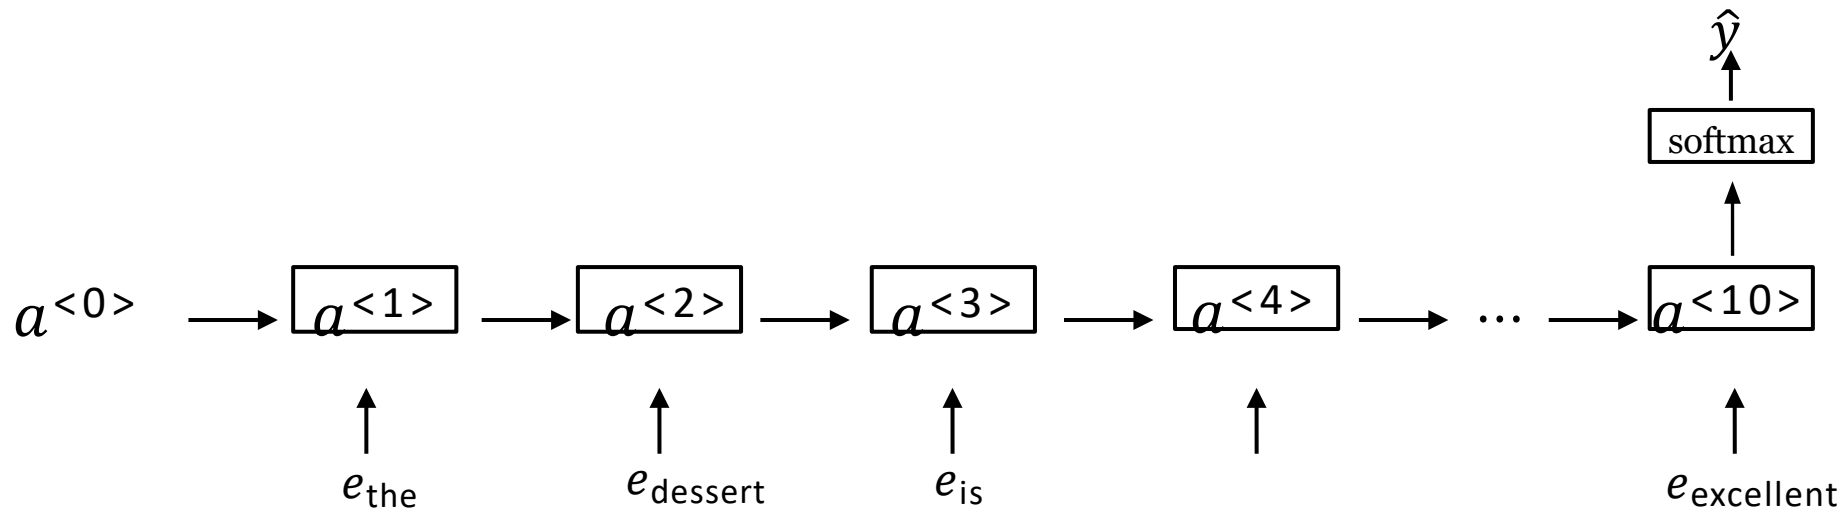 ŷ
softmax
a<0> a<1> a<2> a<3> a<4> ... a<10>
e_the e_dessert e_is e_excellent